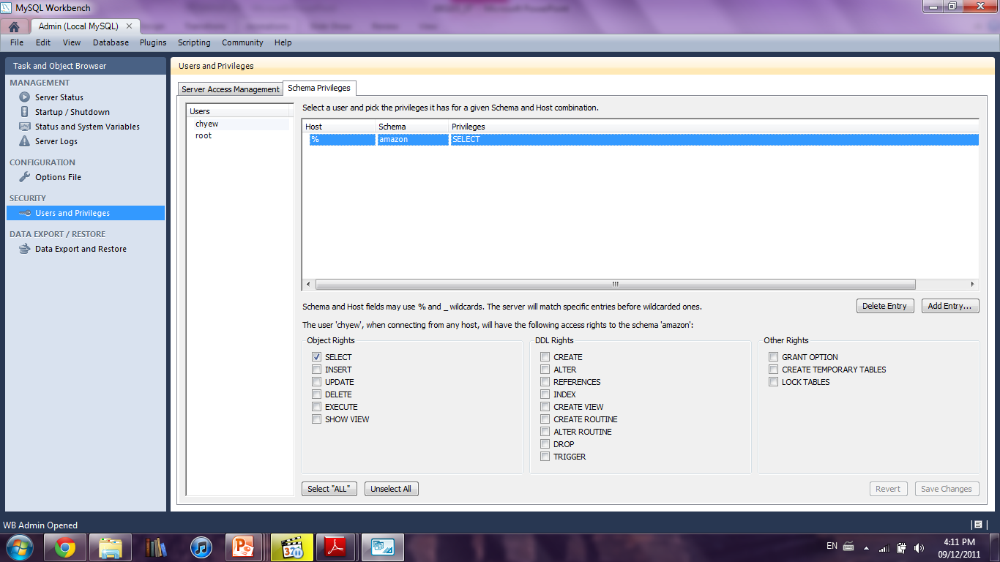 MySQL Workbench
Admin (Local MySQL)
File Edit View Database Plugins Scripting Community Help
Task and Object Browser
MANAGEMENT
Server Status
Startup / Shutdown
Status and System Variables
Server Logs
CONFIGURATION
Options File
SECURITY
Users and Privileges
DATA EXPORT / RESTORE
Data Export and Restore
Users and Privileges
Server Access Management Schema Privileges
Users
chyew
root
Select a user and pick the privileges it has for a given Schema and Host combination.
Host Schema Privileges
% amazon SELECT
Schema and Host fields may use % and _ wildcards. The server will match specific entries before wildcarded ones.
Delete Entry Add Entry...
The user 'chyew', when connecting from any host, will have the following access rights to the schema 'amazon':
Object Rights
SELECT
INSERT
UPDATE
DELETE
EXECUTE
SHOW VIEW
DDL Rights
CREATE
ALTER
REFERENCES
INDEX
CREATE VIEW
CREATE ROUTINE
ALTER ROUTINE
DROP
TRIGGER
Other Rights
GRANT OPTION
CREATE TEMPORARY TABLES
LOCK TABLES
Select "ALL" Unselect All Revert Save Changes
WB Admin Opened
EN
4:11 PM
09/12/2011